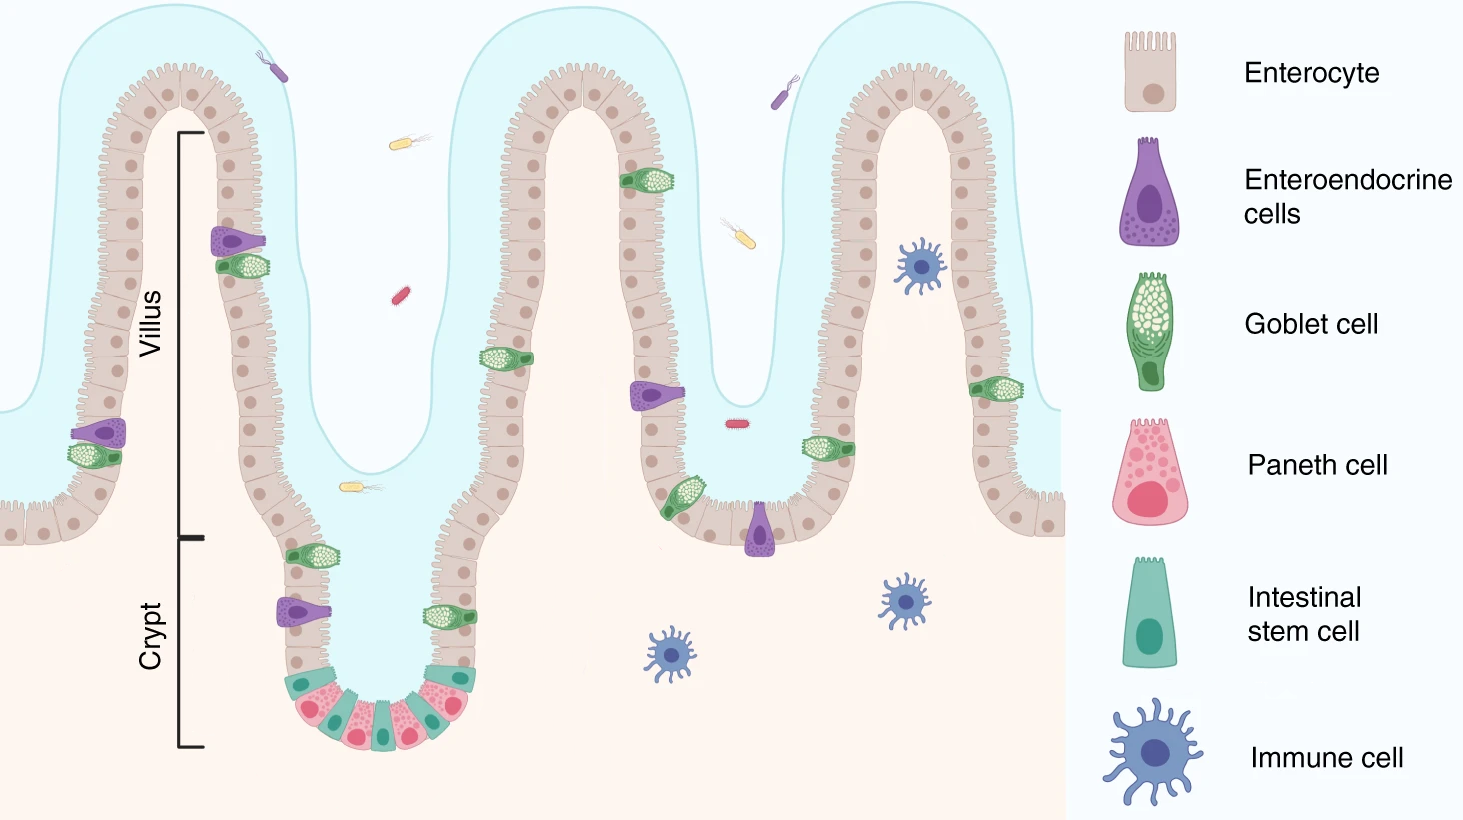 Villus
Crypt
Enterocyte
Enteroendocrine
cells
Goblet cell
Paneth cell
Intestinal
stem cell
Immune cell